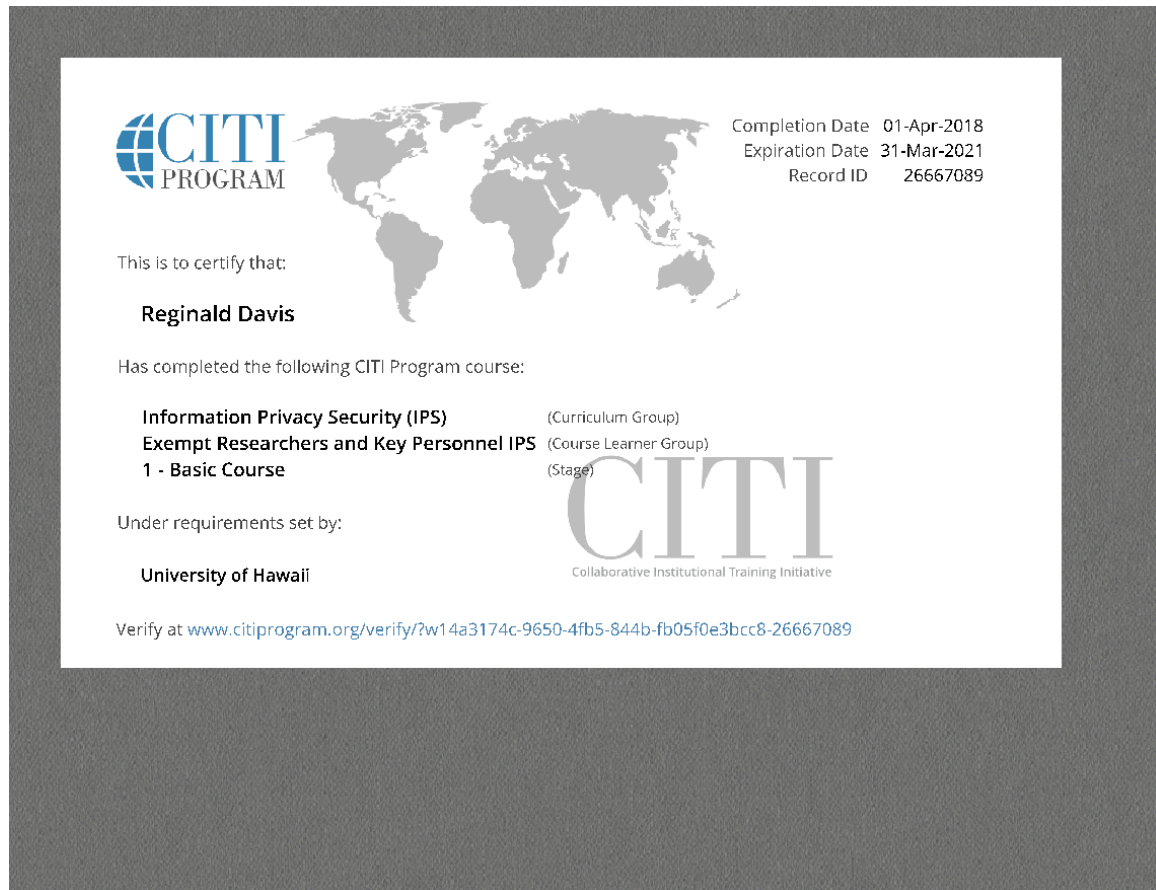 CITI
PROGRAM
Completion Date 01-Apr-2018
Expiration Date 31-Mar-2021
Record ID 26667089
This is to certify that:
Reginald Davis
Has completed the following CITI Program course:
Information Privacy Security (IPS) (Curriculum Group)
Exempt Researchers and Key Personnel IPS (Course Learner Group)
1 - Basic Course (Stage)
Under requirements set by:
University of Hawaii
CITI
Collaborative Institutional Training Initiative
Verify at www.citiprogram.org/verify/?w14a3174c-9650-4fb5-844b-fb05f0e3bcc8-26667089